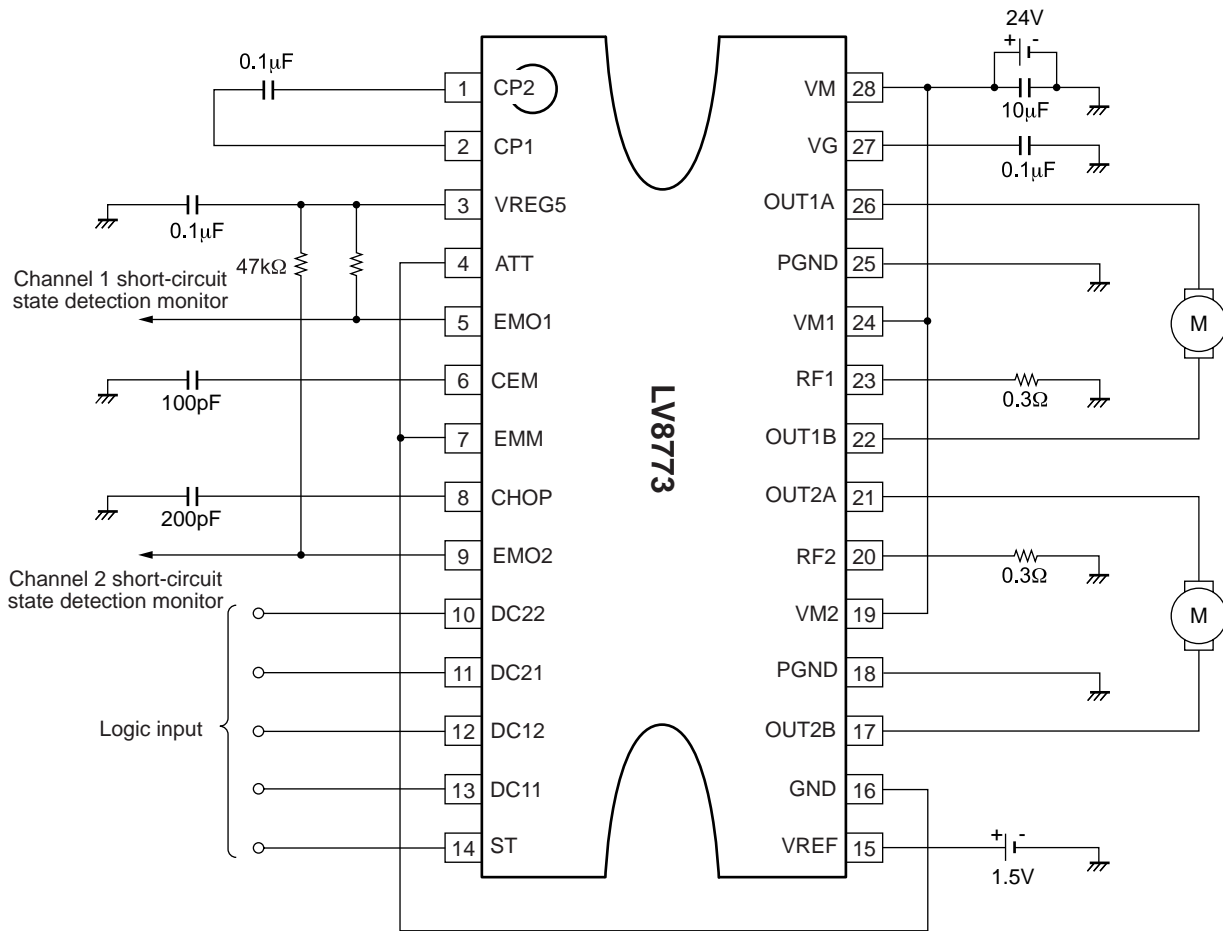 24V
+ -
0.1µF
1 CP2
VM 28
10µF
2 CP1
VG 27
0.1µF
3 VREG5
OUT1A 26
0.1µF
47kΩ
4 ATT
PGND 25
Channel 1 short-circuit
state detection monitor
5 EMO1
VM1 24
M
6 CEM
RF1 23
100pF
0.3Ω
LV8773
7 EMM
OUT1B 22
8 CHOP
OUT2A 21
200pF
9 EMO2
RF2 20
0.3Ω
Channel 2 short-circuit
state detection monitor
10 DC22
VM2 19
M
11 DC21
PGND 18
Logic input
12 DC12
OUT2B 17
13 DC11
GND 16
14 ST
VREF 15
+ -
1.5V